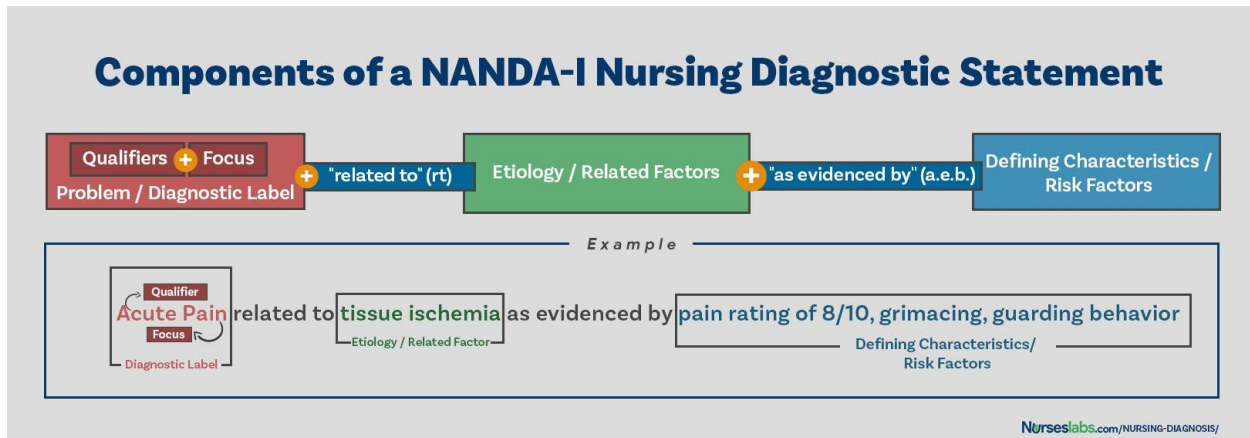 Components of a NANDA-I Nursing Diagnostic Statement
Qualifiers + Focus
Problem / Diagnostic Label
+ "related to" (rt)
Etiology / Related Factors
+ "as evidenced by" (a.e.b.)
Defining Characteristics /
Risk Factors
Example
Qualifier
Acute Pain related to tissue ischemia as evidenced by pain rating of 8/10, grimacing, guarding behavior
Focus
Diagnostic Label
Etiology / Related Factor
Defining Characteristics/
Risk Factors
Nurseslabs.com/NURSING-DIAGNOSIS/